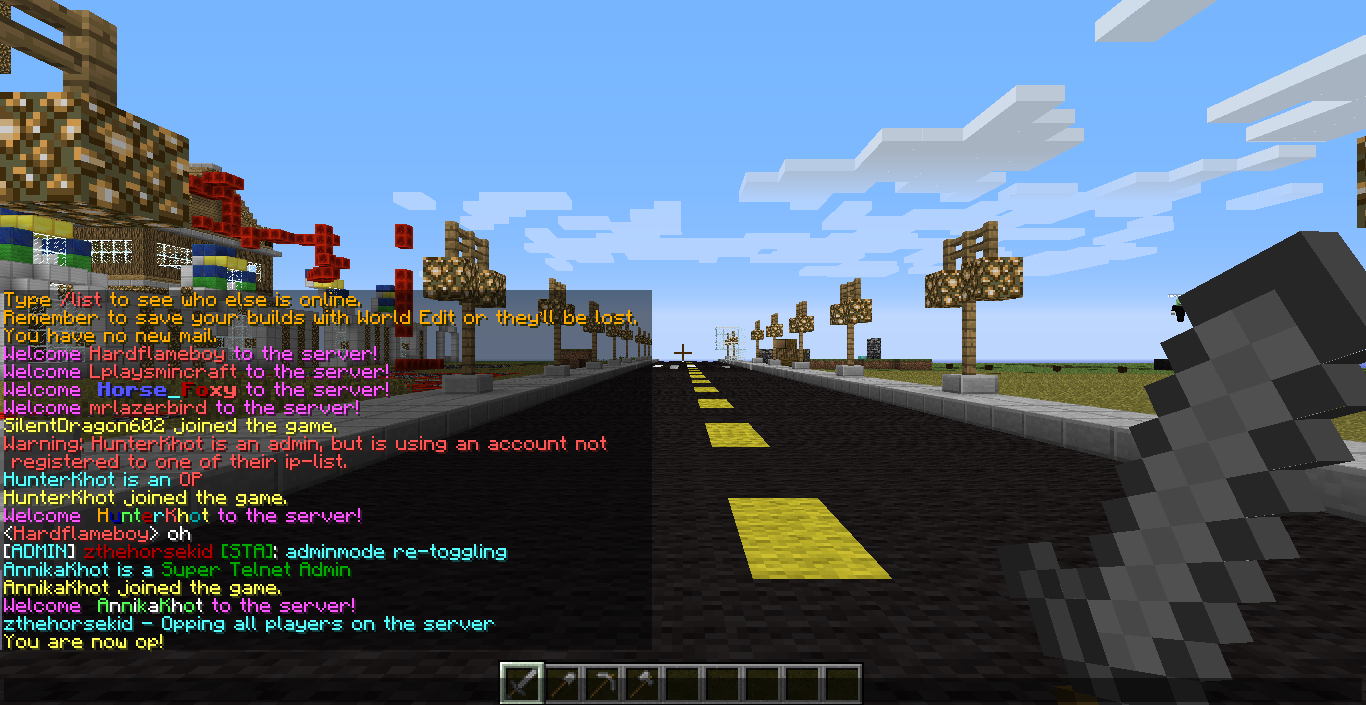 Type /list to see who else is online.
Remember to save your builds with World Edit or they'll be lost.
You have no new mail.
Welcome Hardflameboy to the server!
Welcome Lplaysmincraft to the server!
Welcome Horse_Foxy to the server!
Welcome mrlazerbird to the server!
SilentDragon602 joined the game.
Warning: HunterKhot is an admin, but is using an account not
registered to one of their ip-list.
HunterKhot is an OP
HunterKhot joined the game.
Welcome HunterKhot to the server!
<Hardflameboy> oh
[ADMIN] zthehorsekid [STA]: adminmode re-toggling
AnnikaKhot is a Super Telnet Admin
AnnikaKhot joined the game.
Welcome AnnikaKhot to the server!
zthehorsekid - Opping all players on the server
You are now op!